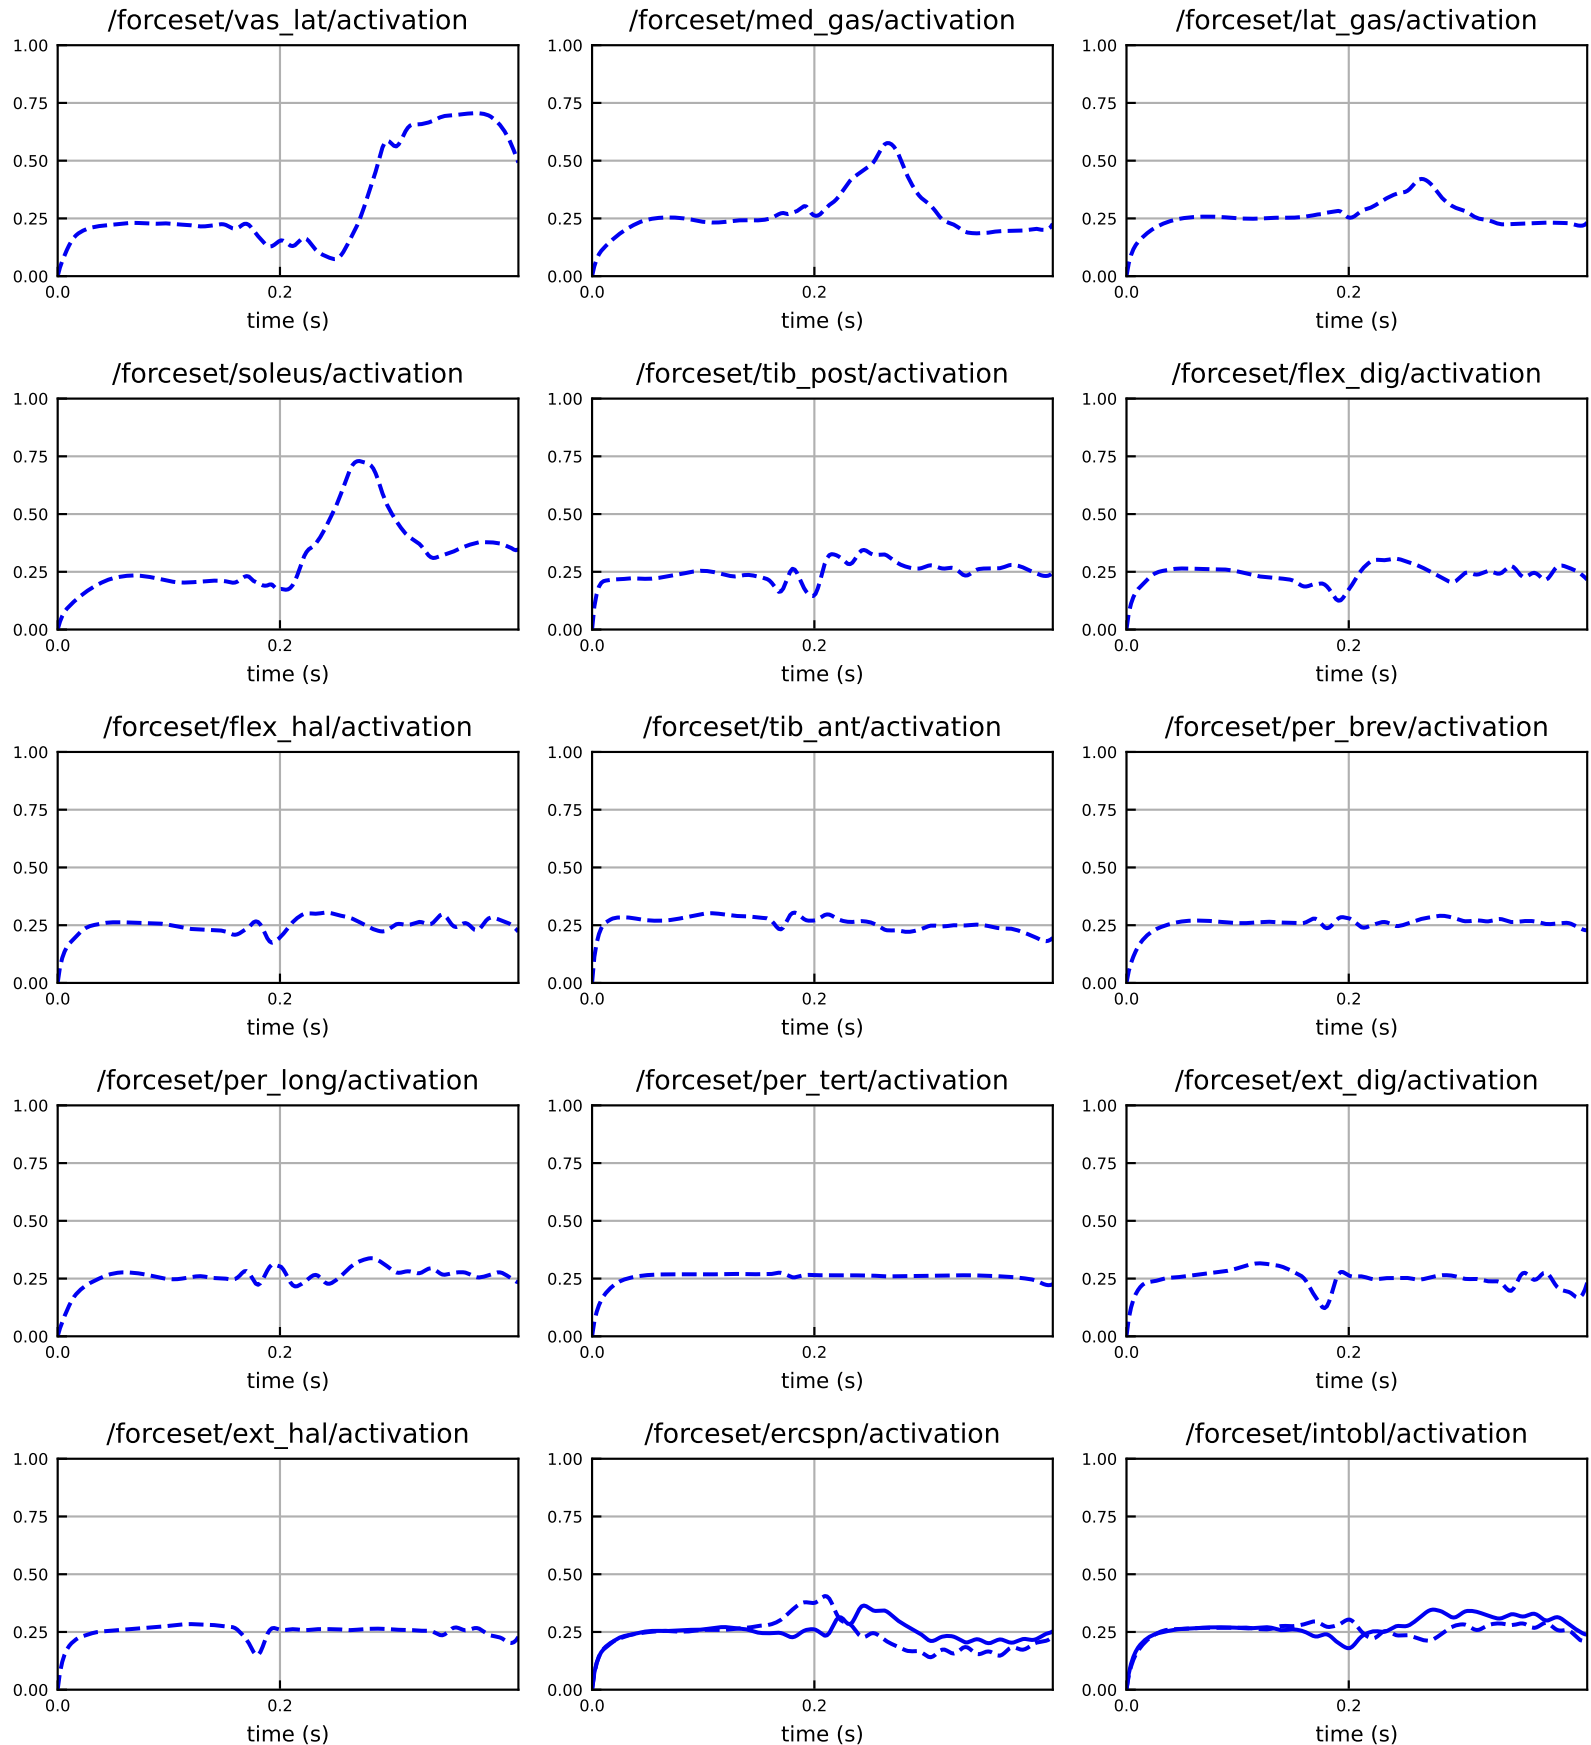 /forceset/vas_lat/activation /forceset/med_gas/activation /forceset/lat_gas/activation
1.00 1.00 1.00
0.75 0.75 0.75
0.50 0.50 0.50
0.25 0.25 0.25
0.00 0.00 0.00
0.0 0.2 0.0 0.2 0.0 0.2
time (s) time (s) time (s)
/forceset/soleus/activation /forceset/tib_post/activation /forceset/flex_dig/activation
1.00 1.00 1.00
0.75 0.75 0.75
0.50 0.50 0.50
0.25 0.25 0.25
0.00 0.00 0.00
0.0 0.2 0.0 0.2 0.0 0.2
time (s) time (s) time (s)
/forceset/flex_hal/activation /forceset/tib_ant/activation /forceset/per_brev/activation
1.00 1.00 1.00
0.75 0.75 0.75
0.50 0.50 0.50
0.25 0.25 0.25
0.00 0.00 0.00
0.0 0.2 0.0 0.2 0.0 0.2
time (s) time (s) time (s)
/forceset/per_long/activation /forceset/per_tert/activation /forceset/ext_dig/activation
1.00 1.00 1.00
0.75 0.75 0.75
0.50 0.50 0.50
0.25 0.25 0.25
0.00 0.00 0.00
0.0 0.2 0.0 0.2 0.0 0.2
time (s) time (s) time (s)
/forceset/ext_hal/activation /forceset/ercspn/activation /forceset/intobl/activation
1.00 1.00 1.00
0.75 0.75 0.75
0.50 0.50 0.50
0.25 0.25 0.25
0.00 0.00 0.00
0.0 0.2 0.0 0.2 0.0 0.2
time (s) time (s) time (s)